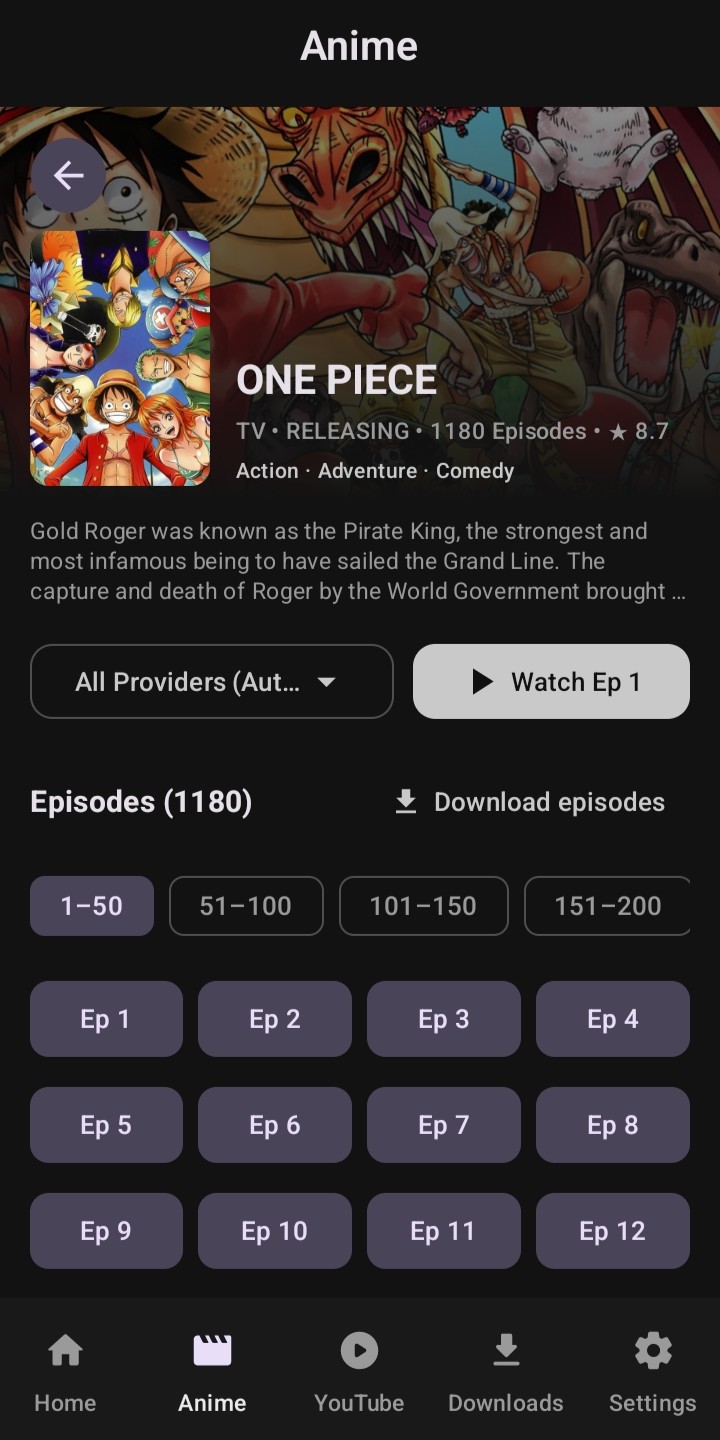 Anime
ONE PIECE
TV • RELEASING • 1180 Episodes • ★ 8.7
Action · Adventure · Comedy
Gold Roger was known as the Pirate King, the strongest and
most infamous being to have sailed the Grand Line. The
capture and death of Roger by the World Government brought ...
All Providers (Aut...
Watch Ep 1
Episodes (1180)
Download episodes
1–50
51–100
101–150
151–200
Ep 1
Ep 2
Ep 3
Ep 4
Ep 5
Ep 6
Ep 7
Ep 8
Ep 9
Ep 10
Ep 11
Ep 12
Home
Anime
YouTube
Downloads
Settings